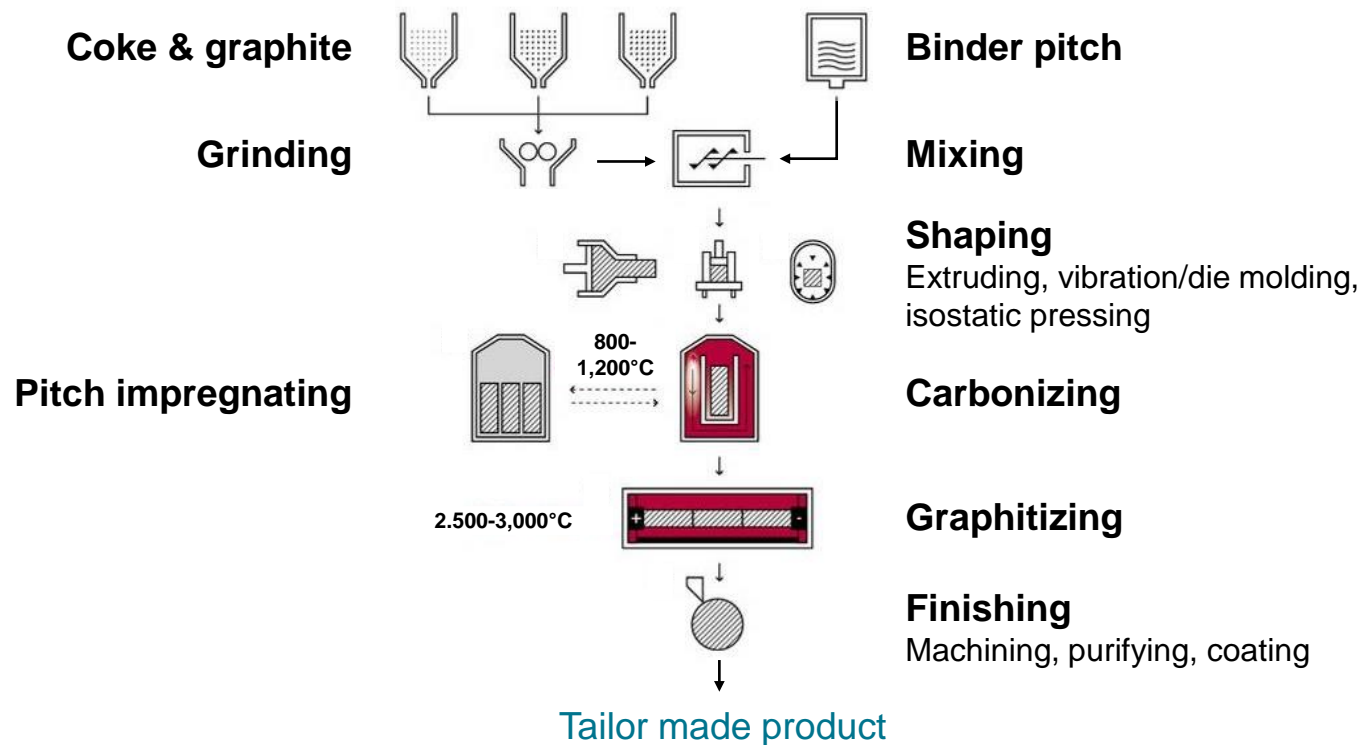 Coke & graphite
Binder pitch
Grinding
Mixing
Shaping
Extruding, vibration/die molding,
isostatic pressing
800-
1,200°C
Pitch impregnating
Carbonizing
2.500-3,000°C
+
-
Graphitizing
Finishing
Machining, purifying, coating
Tailor made product